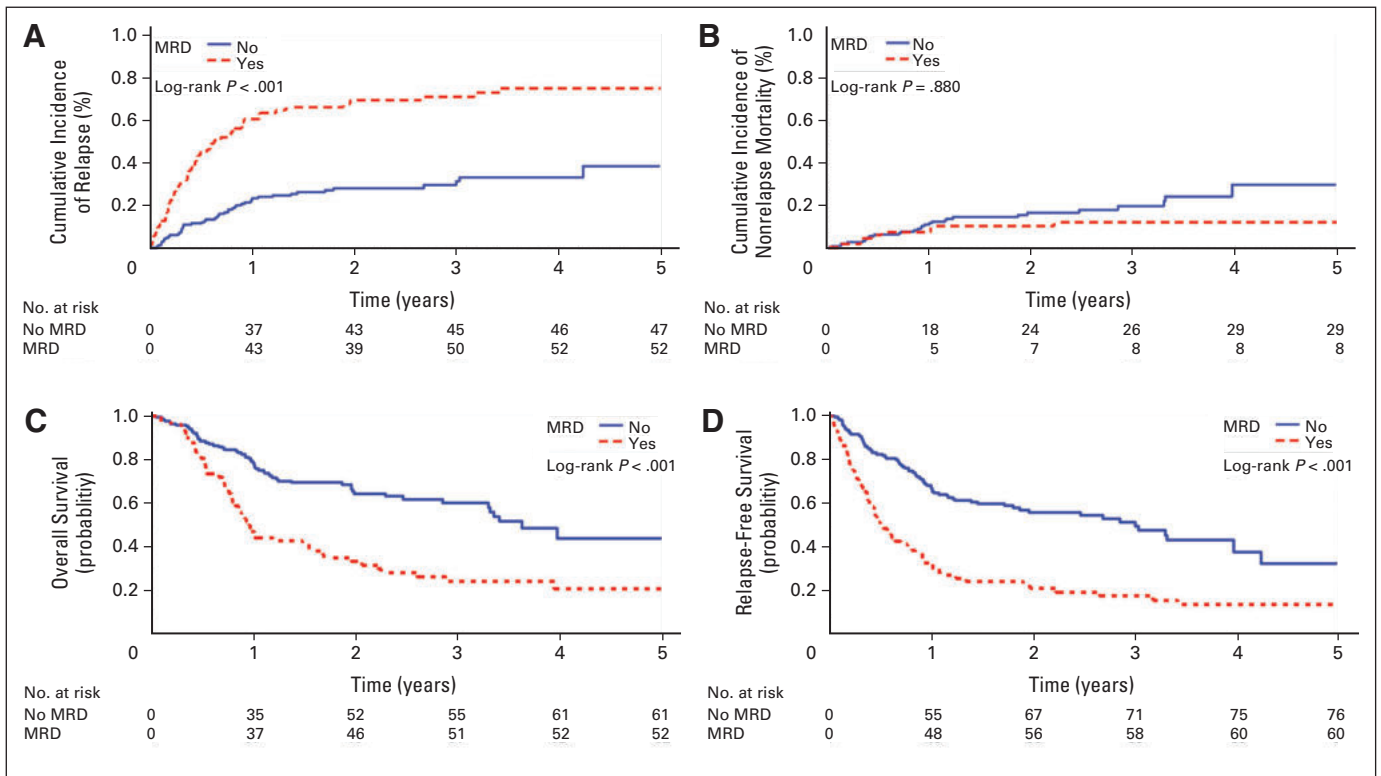 A
Cumulative Incidence
of Relapse (%)
1.0
0.8
0.6
0.4
0.2
MRD No
Yes
Log-rank P < .001
0 1 2 3 4 5
Time (years)
No. at risk
No MRD 0 37 43 45 46 47
MRD 0 43 39 50 52 52
B
Cumulative Incidence of
Nonrelapse Mortality (%)
1.0
0.8
0.6
0.4
0.2
MRD No
Yes
Log-rank P = .880
0 1 2 3 4 5
Time (years)
No. at risk
No MRD 0 18 24 26 29 29
MRD 0 5 7 8 8 8
C
Overall Survival
(probablitiy)
1.0
0.8
0.6
0.4
0.2
MRD No
Yes
Log-rank P < .001
0 1 2 3 4 5
Time (years)
No. at risk
No MRD 0 35 52 55 61 61
MRD 0 37 46 51 52 52
D
Relapse-Free Survival
(probablitiy)
1.0
0.8
0.6
0.4
0.2
MRD No
Yes
Log-rank P < .001
0 1 2 3 4 5
Time (years)
No. at risk
No MRD 0 55 67 71 75 76
MRD 0 48 56 58 60 60